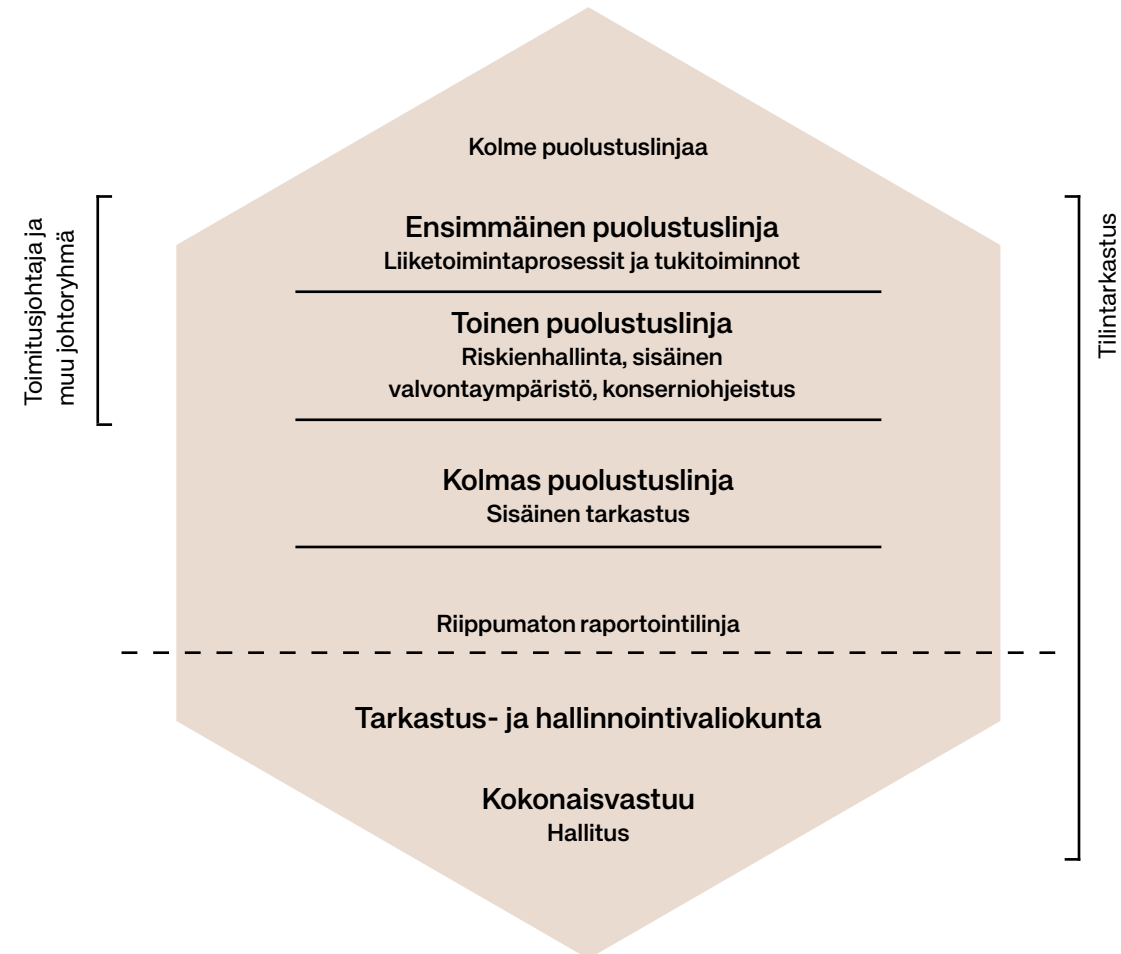 Kolme puolustuslinjaa
Toimitusjohtaja ja
muu johtoryhmä
Ensimmäinen puolustuslinja
Liiketoimintaprosessit ja tukitoiminnot
Toinen puolustuslinja
Riskienhallinta, sisäinen
valvontaympäristö, konserniohjeistus
Kolmas puolustuslinja
Sisäinen tarkastus
Riippumaton raportointilinja
Tarkastus- ja hallinnointivaliokunta
Kokonaisvastuu
Hallitus
Tilintarkastus